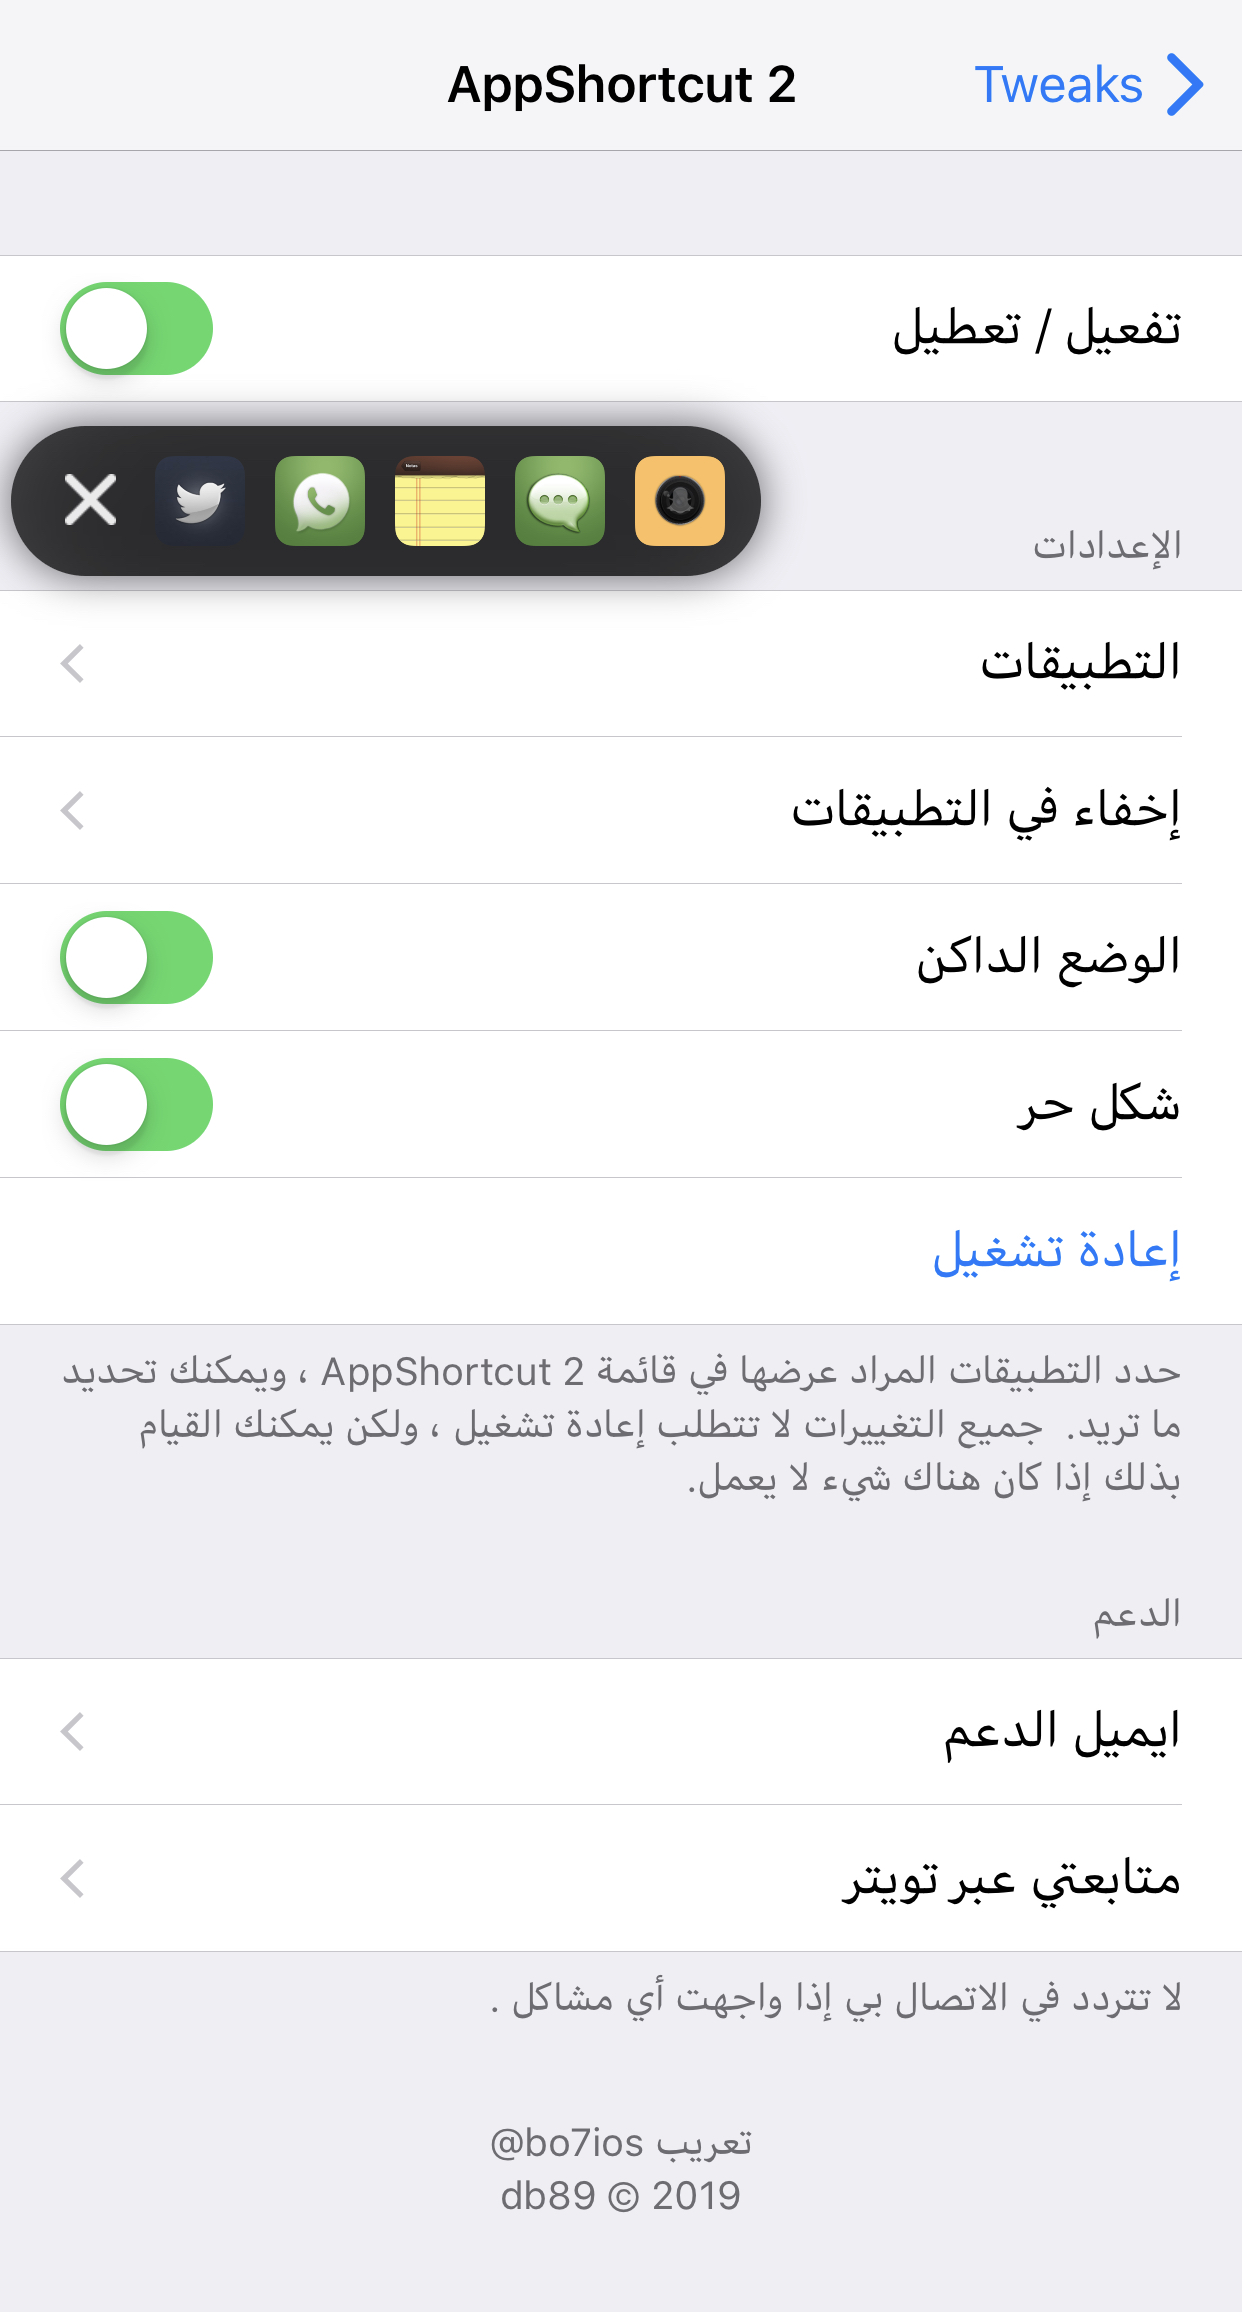 AppShortcut 2
Tweaks
تفعيل / تعطيل
Notes
الإعدادات
التطبيقات
إخفاء في التطبيقات
الوضع الداكن
شكل حر
إعادة تشغيل
حدد التطبيقات المراد عرضها في قائمة AppShortcut 2 ، ويمكنك تحديد
ما تريد.  جميع التغييرات لا تتطلب إعادة تشغيل ، ولكن يمكنك القيام
بذلك إذا كان هناك شيء لا يعمل.
الدعم
ايميل الدعم
متابعتي عبر تويتر
لا تتردد في الاتصال بي إذا واجهت أي مشاكل .
تعريب @bo7ios
db89 © 2019